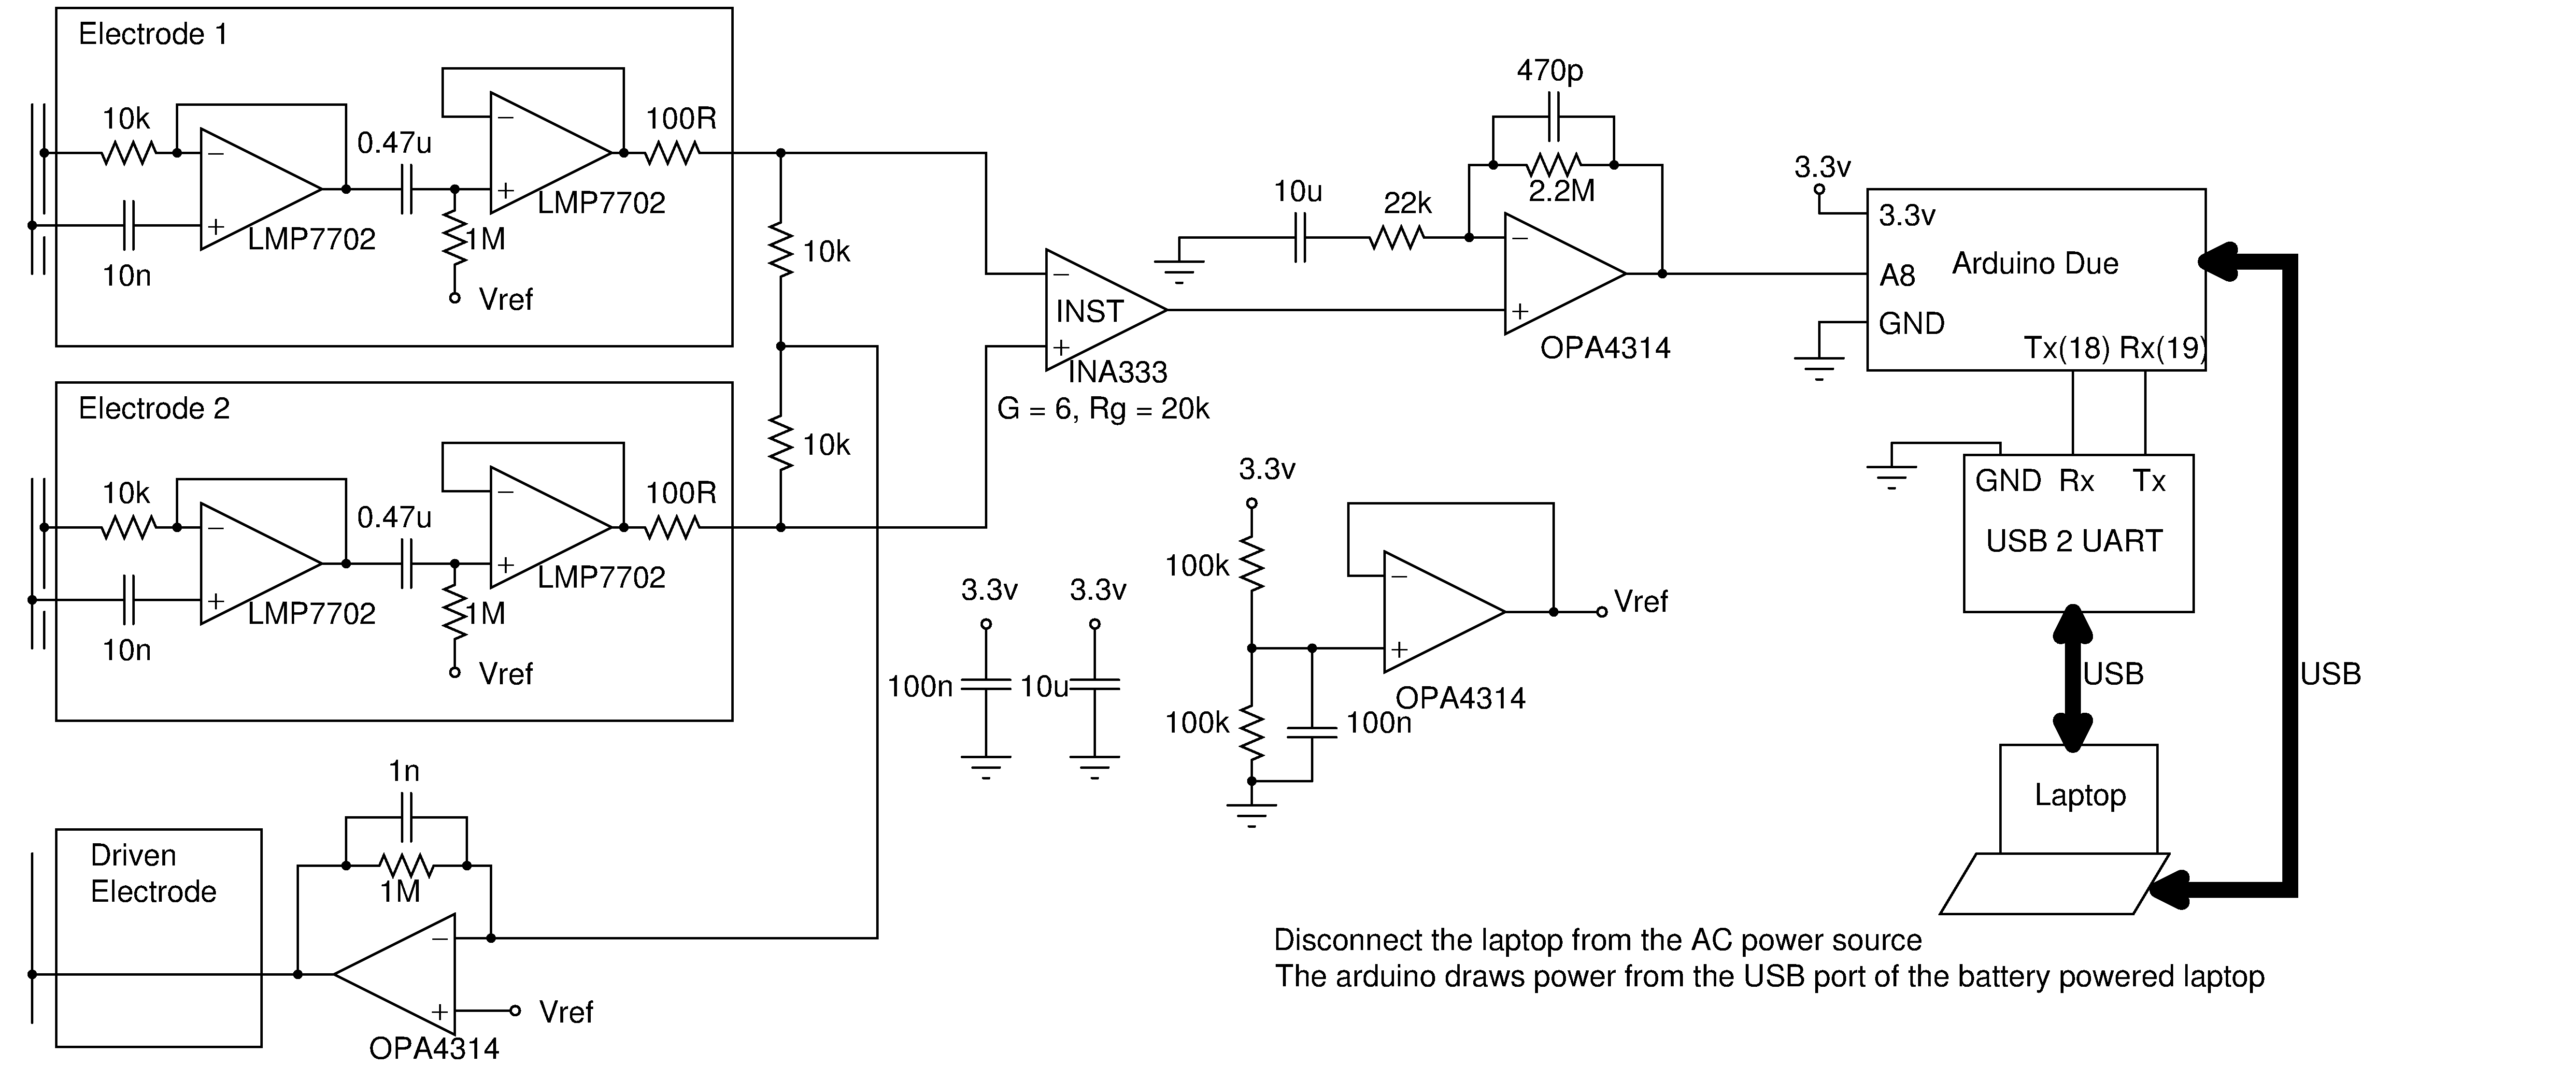 Electrode 1
10k
0.47u
100R
LMP7702
LMP7702
1M
10n
Vref
10k
Electrode 2
10k
0.47u
100R
LMP7702
LMP7702
1M
10n
Vref
10k
Driven
Electrode
1n
1M
OPA4314
Vref
INST
INA333
G = 6, Rg = 20k
10u
22k
470p
2.2M
OPA4314
3.3v
100n
3.3v
10u
3.3v
100k
100k
100n
OPA4314
Vref
3.3v
3.3v
Arduino Due
A8
GND
Tx(18) Rx(19)
GND Rx Tx
USB 2 UART
USB
USB
Laptop
Disconnect the laptop from the AC power source
The arduino draws power from the USB port of the battery powered laptop